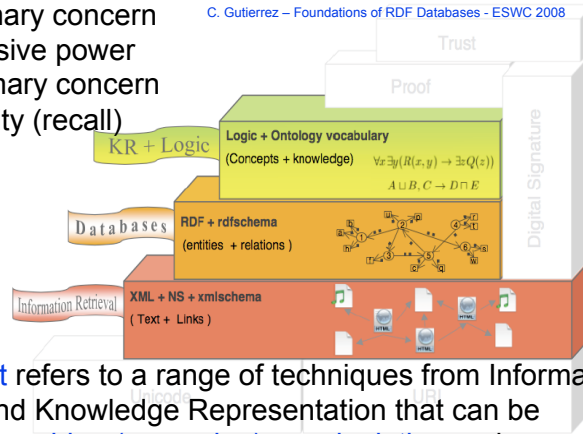 C. Gutierrez – Foundations of RDF Databases - ESWC 2008
nary concern
sive power
nary concern
ty (recall)
Trust
Proof
Digital Signature
KR + Logic
Logic + Ontology vocabulary
(Concepts + knowledge)
∀x∃y(R(x,y) → ∃zQ(z))
A ⊔ B, C → D ⊓ E
Databases
RDF + rdfschema
(entities + relations )
Information Retrieval
XML + NS + xmlschema
( Text + Links )
HTML
HTML
HTML
t refers to a range of techniques from Informa
Unicode
URI
nd Knowledge Representation that can be